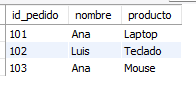 id_pedido nombre producto
101 Ana Laptop
102 Luis Teclado
103 Ana Mouse